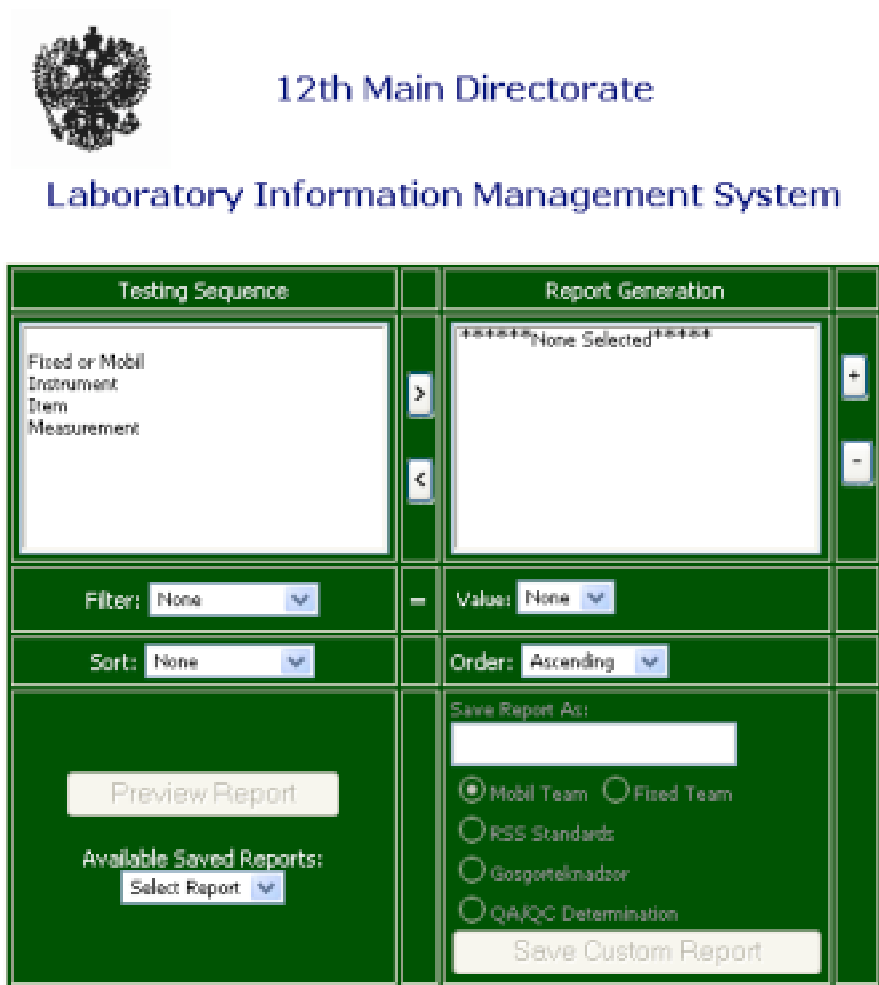 12th Main Directorate
Laboratory Information Management System
Testing Sequence
Report Generation
Fixed or Mobil
Instrument
Item
Measurement
>
<
******None Selected*****
+
-
Filter: None
–
Value: None
Sort: None
Order: Ascending
Preview Report
Available Saved Reports:
Select Report
Save Report As:
Mobil Team Fixed Team
RSS Standards
Gosgorteknadzor
QA/QC Determination
Save Custom Report